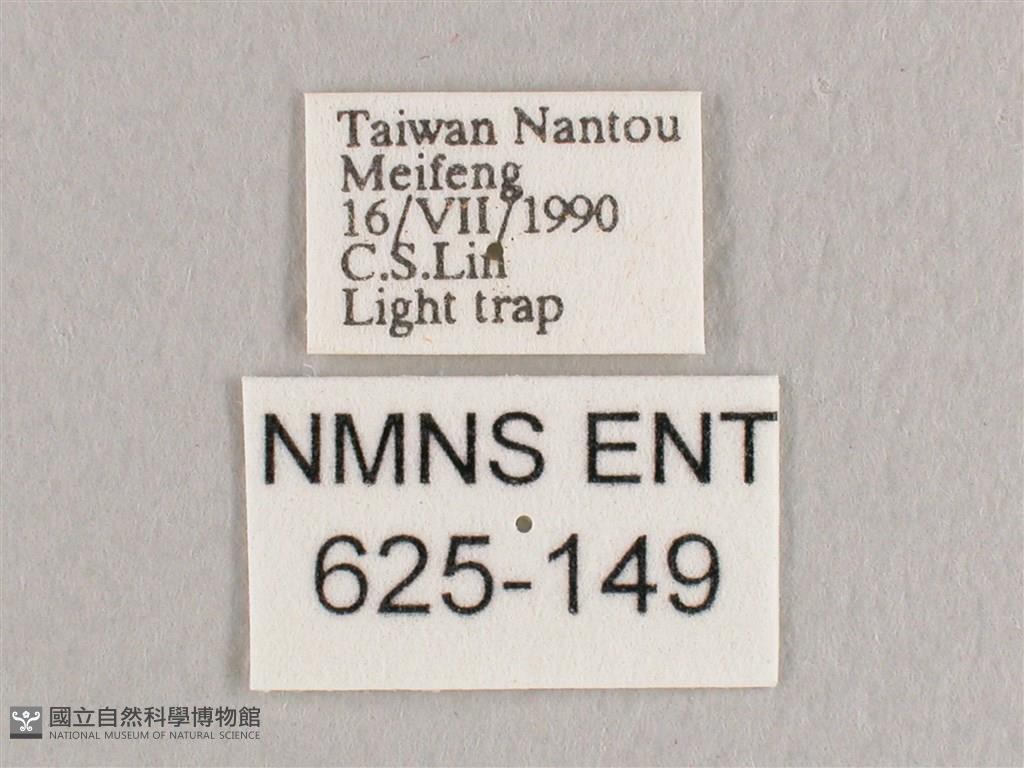 Taiwan Nantou
Meifeng
16/VII/1990
C.S.Lin
Light trap
NMNS ENT
625-149
國立自然科學博物館
NATIONAL MUSEUM OF NATURAL SCIENCE